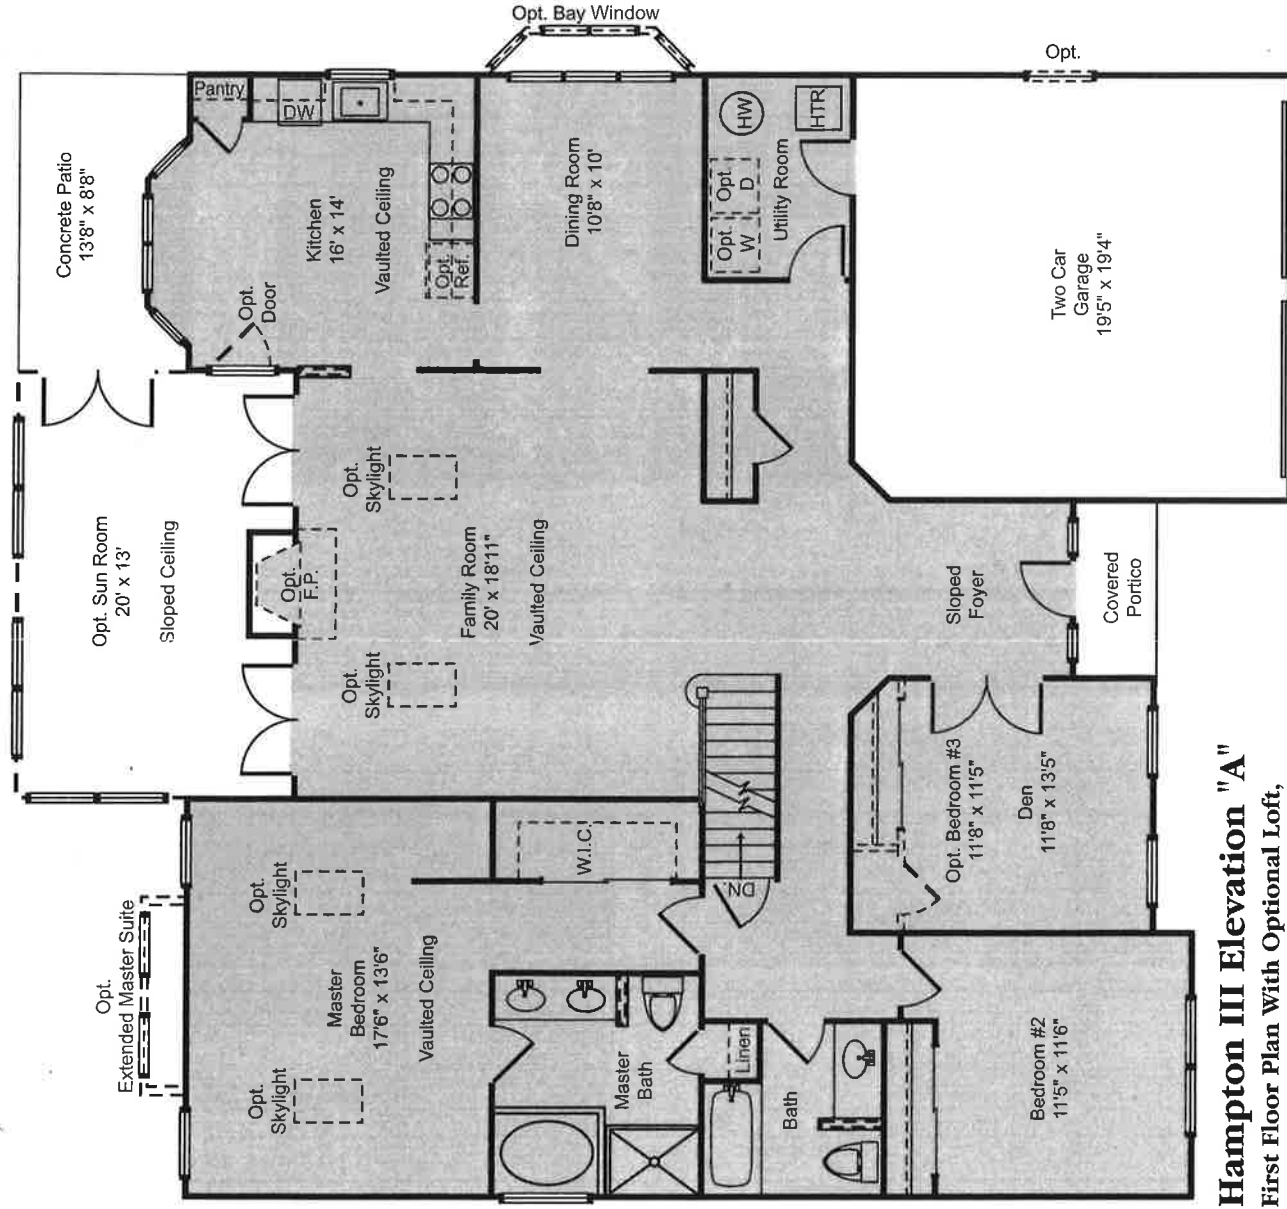 Opt. Bay Window
Opt.
Pantry
DW
Concrete Patio
13'8" x 8'8"
Kitchen
16' x 14'
Vaulted Ceiling
Opt.
Door
Opt.
Ref.
Dining Room
10'8" x 10'
HW
HTR
Opt.
D
Opt.
W
Utility Room
Two Car
Garage
19'5" x 19'4"
Opt. Sun Room
20' x 13'
Sloped Ceiling
Opt.
F.P.
Opt.
Skylight
Opt.
Skylight
Family Room
20' x 18'11"
Vaulted Ceiling
Sloped
Foyer
Covered
Portico
DN.
W.I.C.
Opt.
Extended Master Suite
Opt.
Skylight
Opt.
Skylight
Master
Bedroom
17'6" x 13'6"
Vaulted Ceiling
Master
Bath
Linen
Bath
Opt. Bedroom #3
11'8" x 11'5"
Den
11'8" x 13'5"
Bedroom #2
11'5" x 11'6"
Hampton III Elevation "A"
First Floor Plan With Optional Loft,